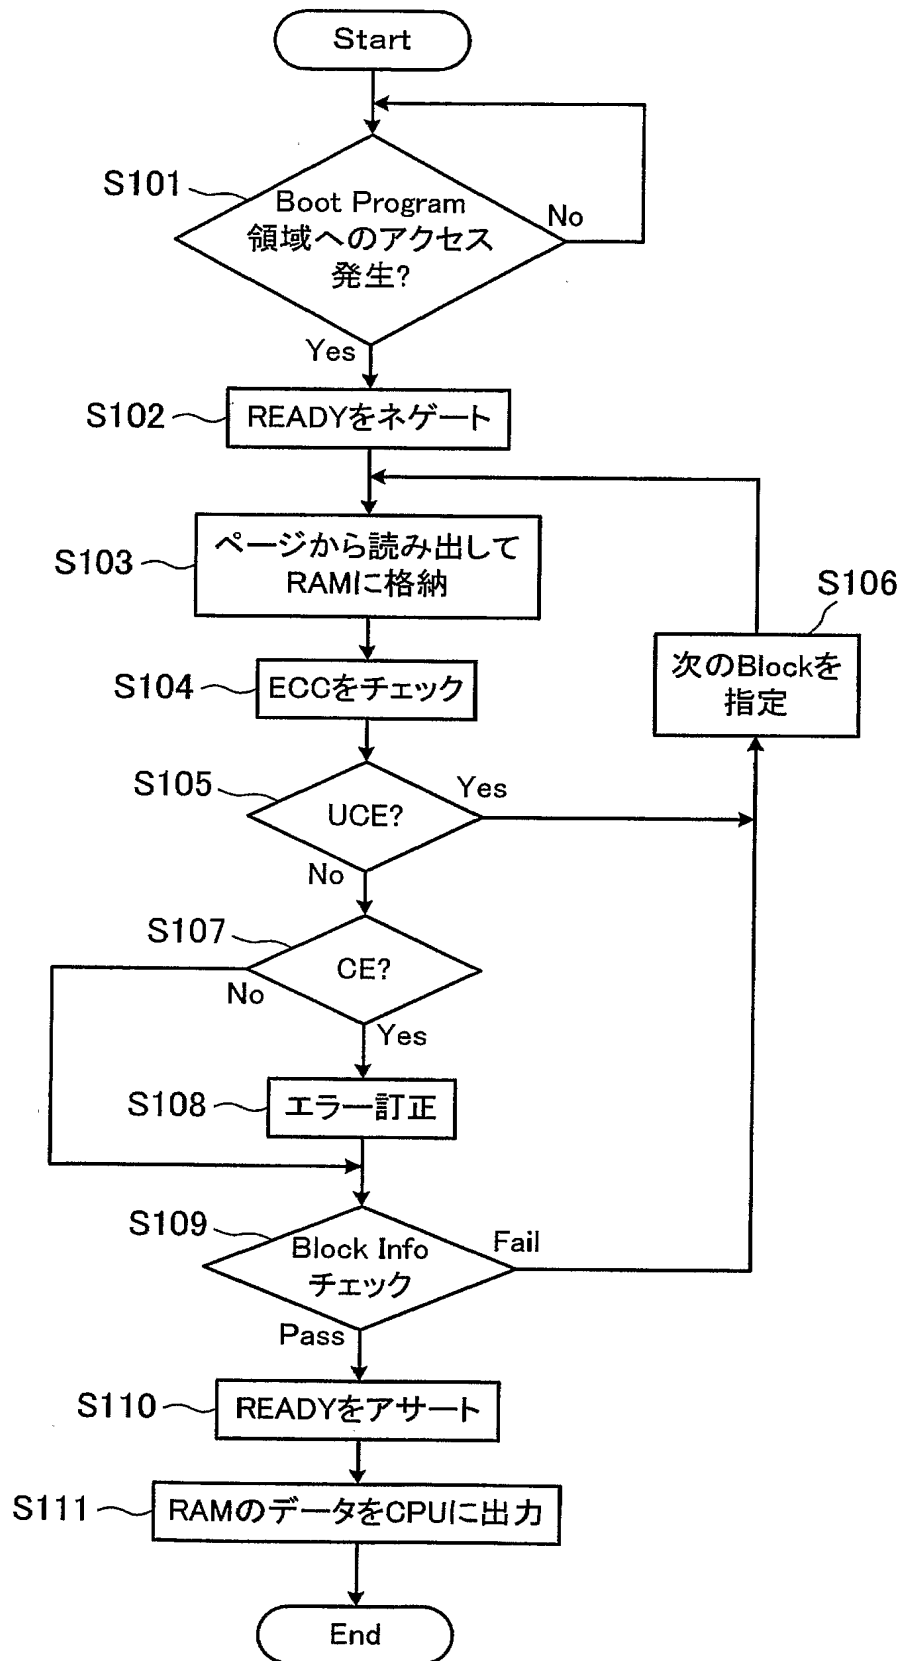 Start
S101
Boot Program
領域へのアクセス
発生?
No
Yes
S102
READYをネゲート
S103
ページから読み出して
RAMに格納
S106
次のBlockを
指定
S104
ECCをチェック
S105
UCE?
Yes
No
S107
CE?
No
Yes
S108
エラー訂正
S109
Block Info
チェック
Fail
Pass
S110
READYをアサート
S111
RAMのデータをCPUに出力
End